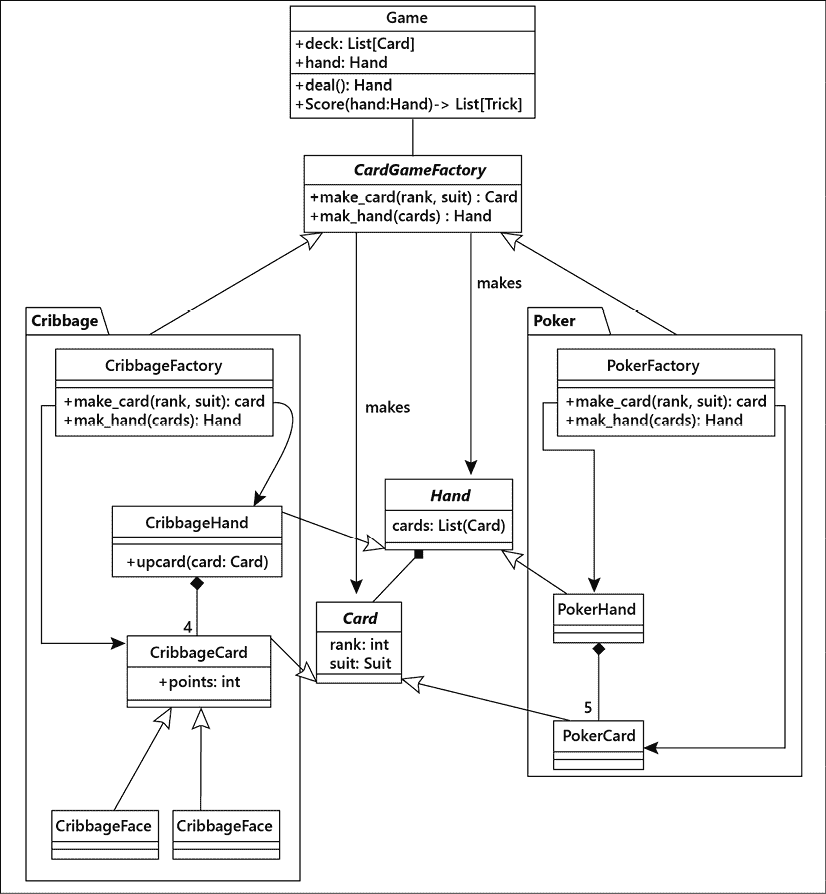 Game
+deck: List[Card]
+hand: Hand
+deal(): Hand
+Score(hand:Hand)-> List[Trick]
CardGameFactory
+make_card(rank, suit) : Card
+mak_hand(cards) : Hand
makes
Cribbage
Poker
CribbageFactory
+make_card(rank, suit): card
+mak_hand(cards): Hand
PokerFactory
+make_card(rank, suit): card
+mak_hand(cards): Hand
makes
Hand
cards: List(Card)
CribbageHand
+upcard(card: Card)
4
CribbageCard
+points: int
Card
rank: int
suit: Suit
PokerHand
5
PokerCard
CribbageFace
CribbageFace